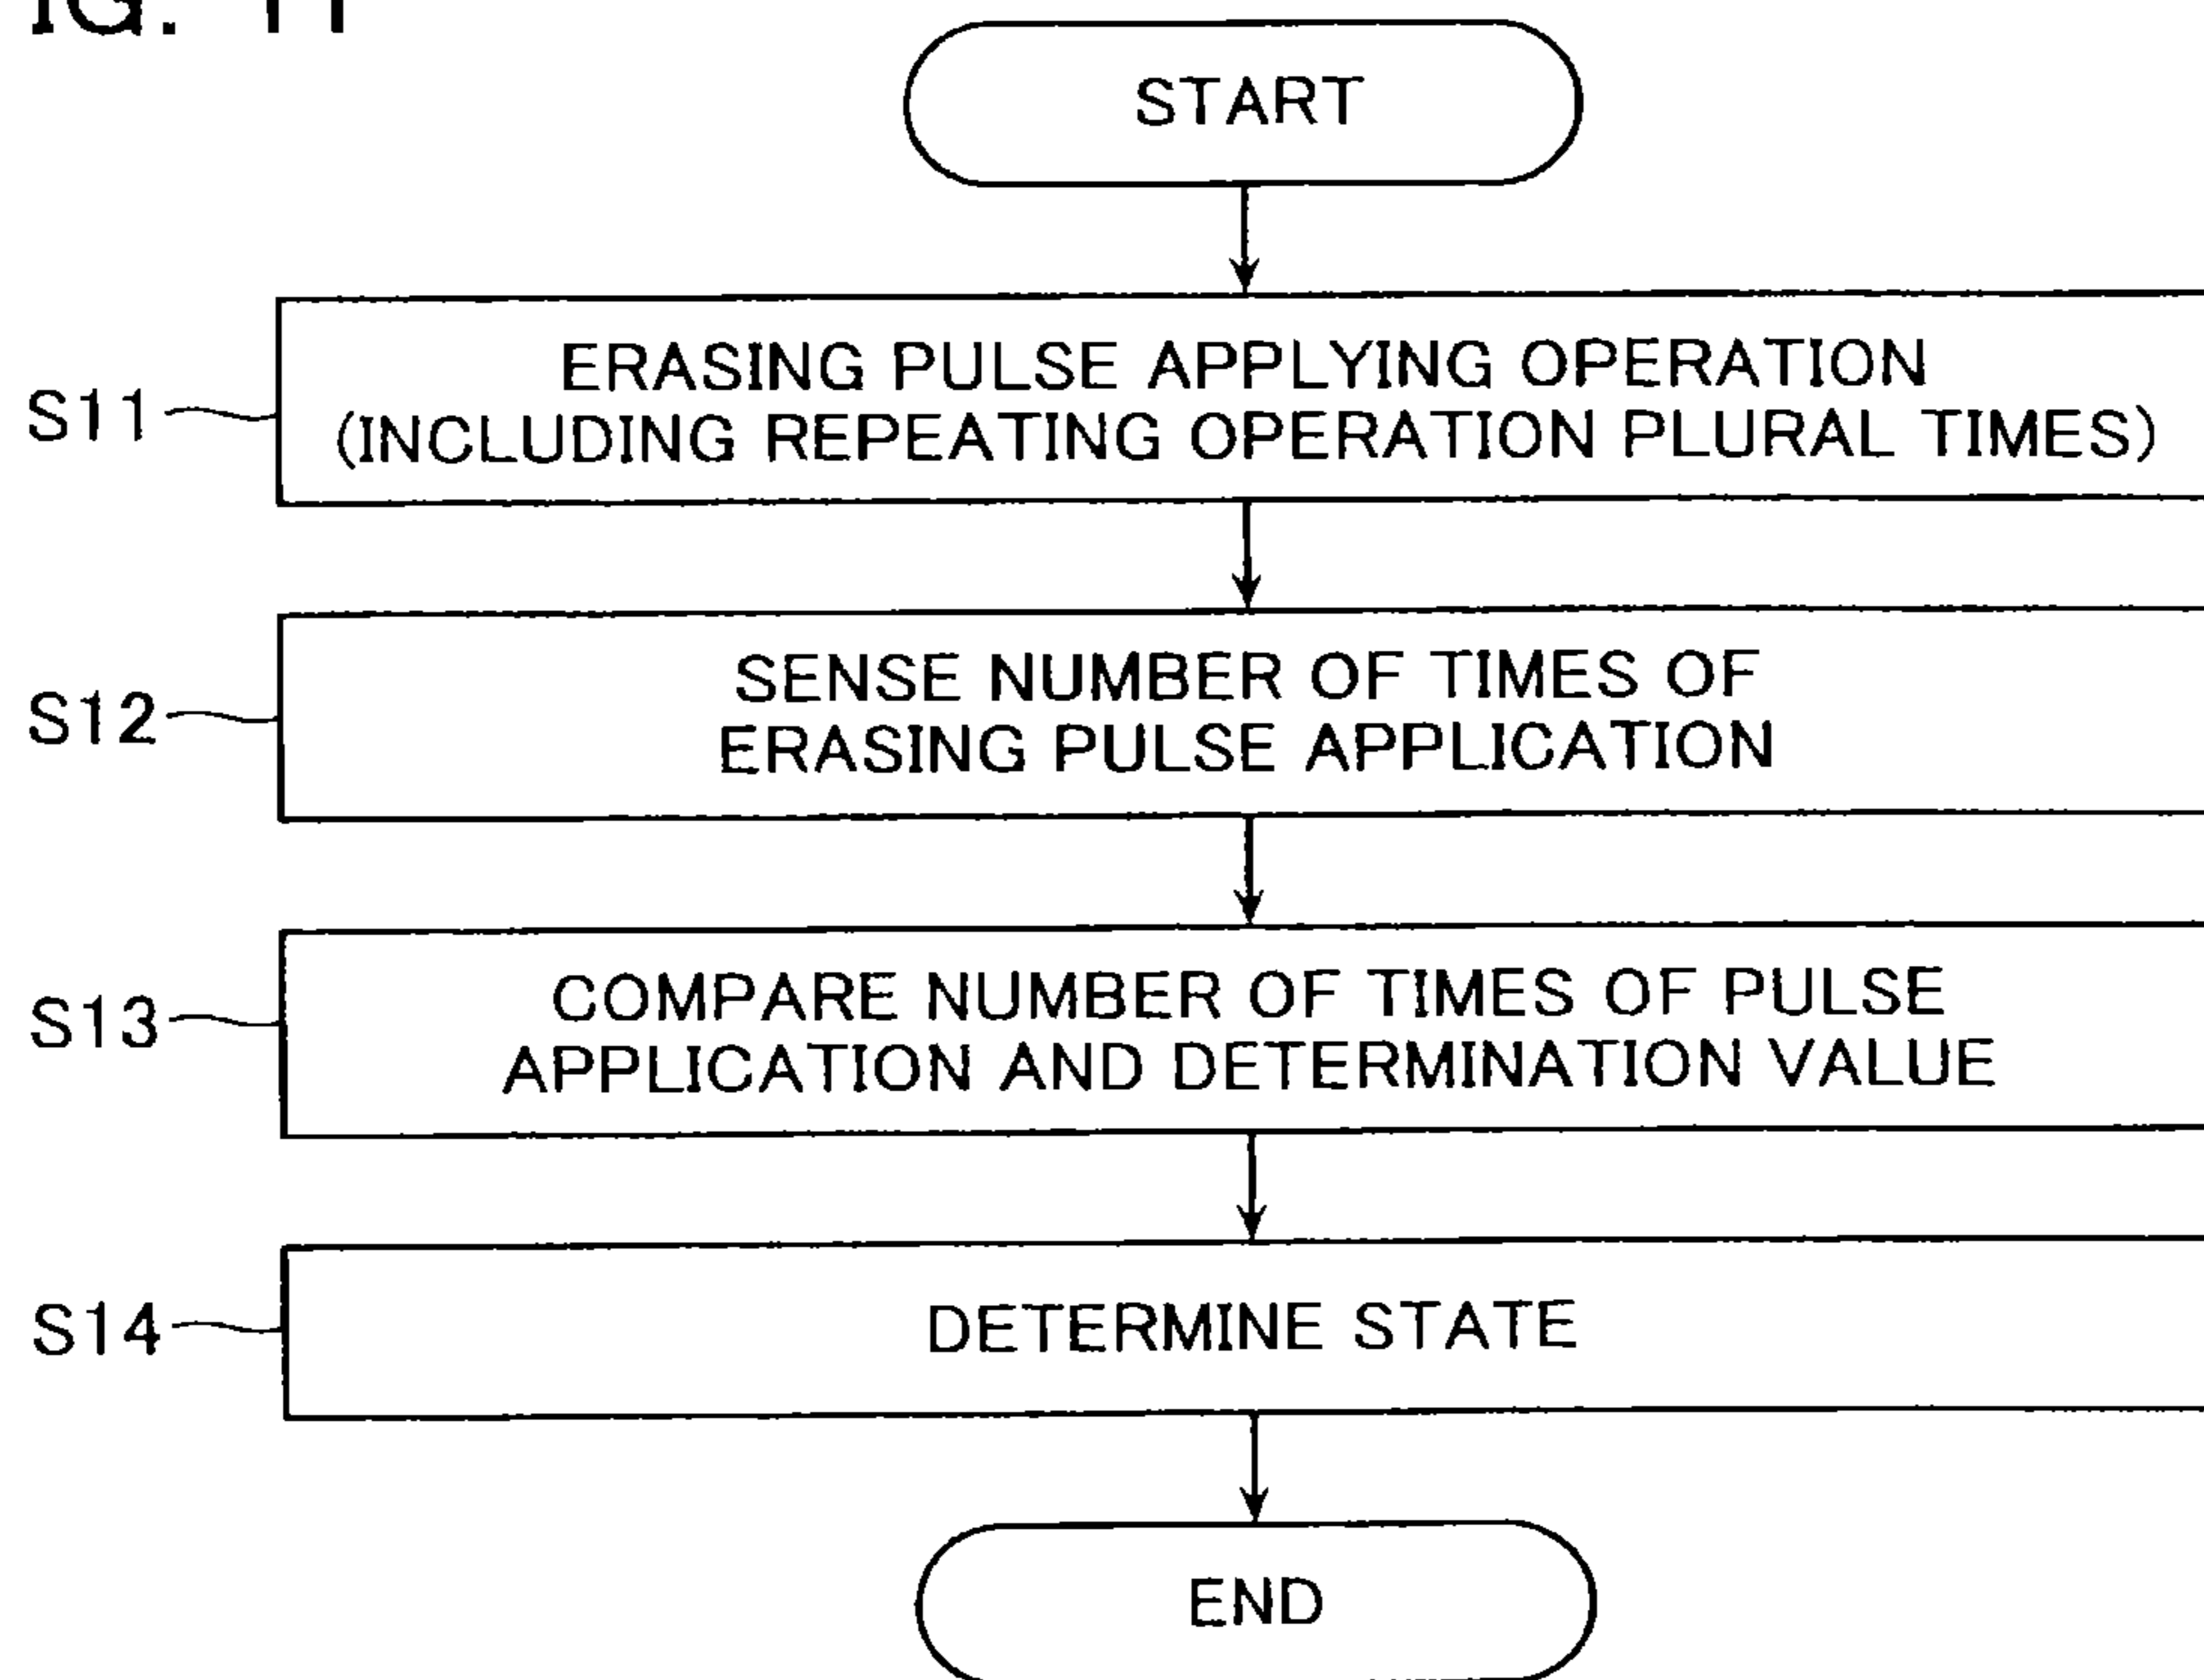 IG. 11
START
ERASING PULSE APPLYING OPERATION
S11
(INCLUDING REPEATING OPERATION PLURAL TIMES)
SENSE NUMBER OF TIMES OF
S12
ERASING PULSE APPLICATION
COMPARE NUMBER OF TIMES OF PULSE
S13
APPLICATION AND DETERMINATION VALUE
S14
DETERMINE STATE
END